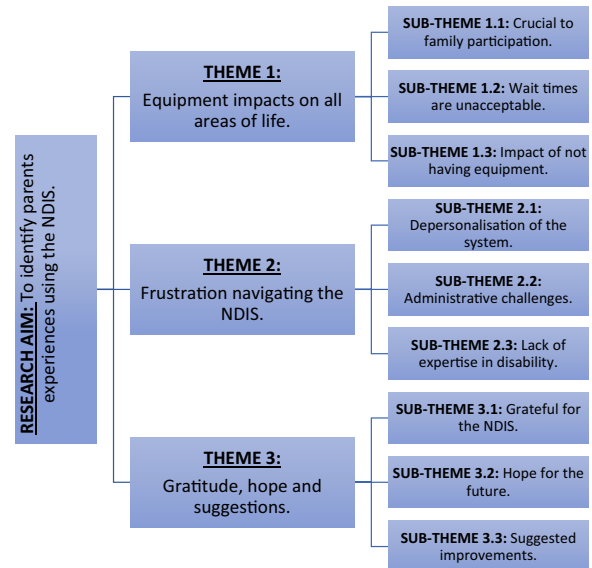 RESEARCH AIM: To identify parents
experiences using the NDIS.
THEME 1:
Equipment impacts on all
areas of life.
SUB-THEME 1.1: Crucial to
family participation.
SUB-THEME 1.2: Wait times
are unacceptable.
SUB-THEME 1.3: Impact of not
having equipment.
THEME 2:
Frustration navigating the
NDIS.
SUB-THEME 2.1:
Depersonalisation of the
system.
SUB-THEME 2.2:
Administrative challenges.
SUB-THEME 2.3: Lack of
expertise in disability.
THEME 3:
Gratitude, hope and
suggestions.
SUB-THEME 3.1: Grateful for
the NDIS.
SUB-THEME 3.2: Hope for the
future.
SUB-THEME 3.3: Suggested
improvements.